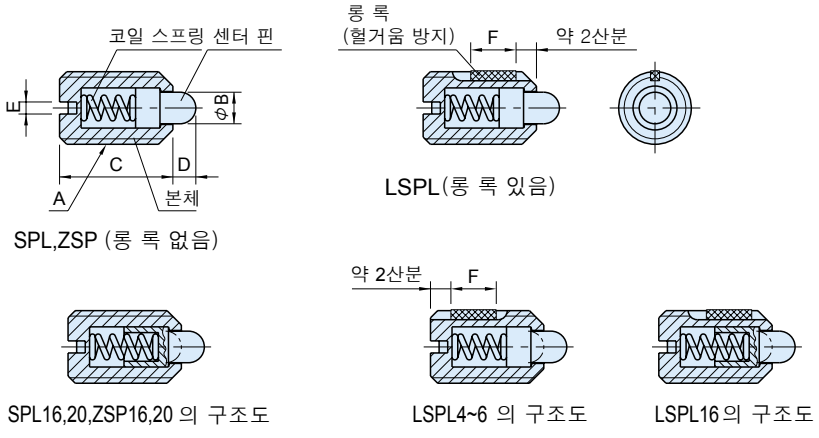 코일 스프링 센터 핀
E
φB
C
D
A
본체
SPL,ZSP (롱 록 없음)
롱 록
(헐거움 방지)
F
약 2산분
LSPL(롱 록 있음)
SPL16,20,ZSP16,20 의 구조도
약 2산분
F
LSPL4~6 의 구조도
LSPL16의 구조도